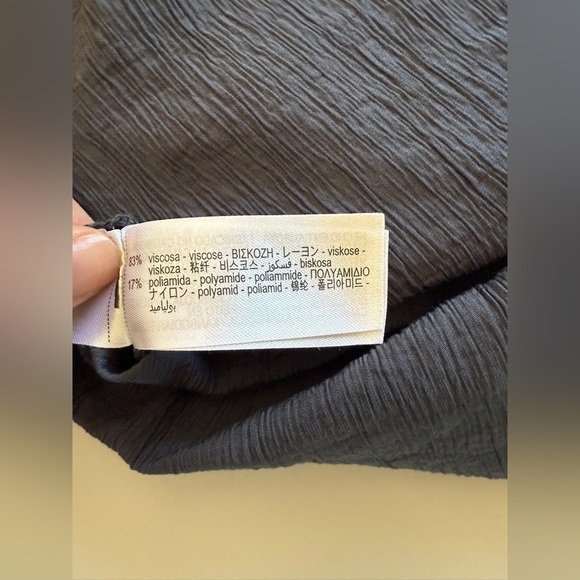 83% viscosa - viscose - ΒΙΣΚΟΖΗ - レーヨン - viskose -
viskoza - 粘纤 - 비스코스 - فسكوز - biskosa
17% poliamida - polyamide - poliammide - ΠΟΛΥΑΜΙΔΙΟ
- ナイロン - polyamid - poliamid - 锦纶 - 폴리아미드 -
بولياميد